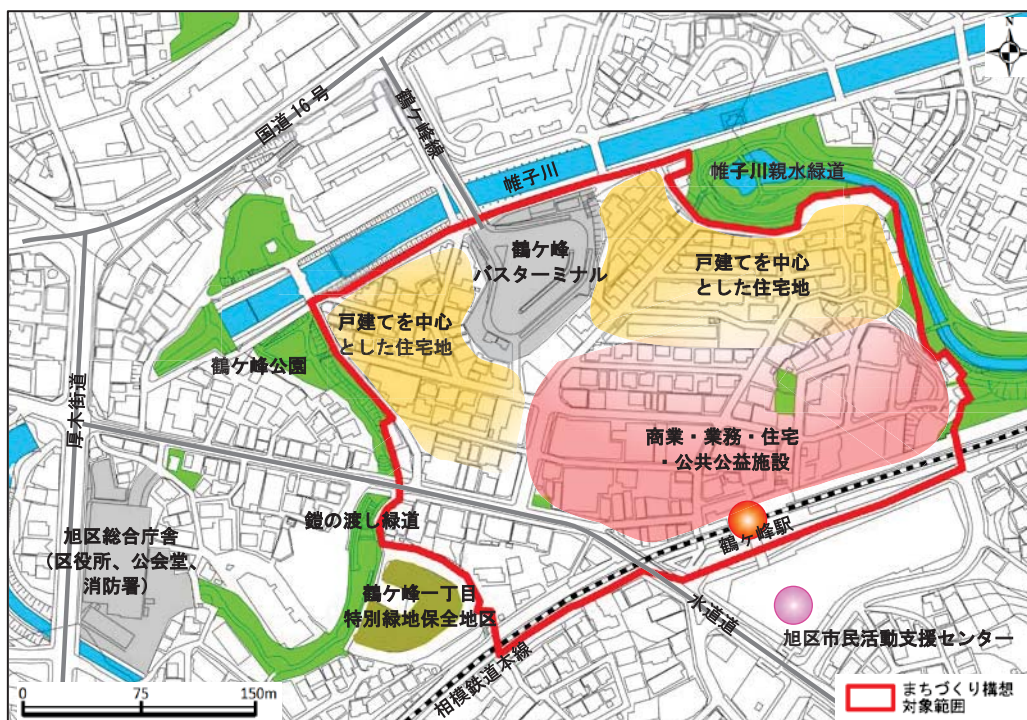 N
国道16号
鶴ケ峰線
帷子川
帷子川親水緑道
鶴ケ峰
バスターミナル
戸建てを中心
とした住宅地
戸建てを中心
とした住宅地
鶴ケ峰公園
厚木街道
商業・業務・住宅
・公共公益施設
鎧の渡し緑道
鶴ヶ峰駅
旭区総合庁舎
(区役所、公会堂、
消防署)
鶴ケ峰一丁目
特別緑地保全地区
水道道
相模鉄道本線
旭区市民活動支援センター
0 75 150m
まちづくり構想
対象範囲